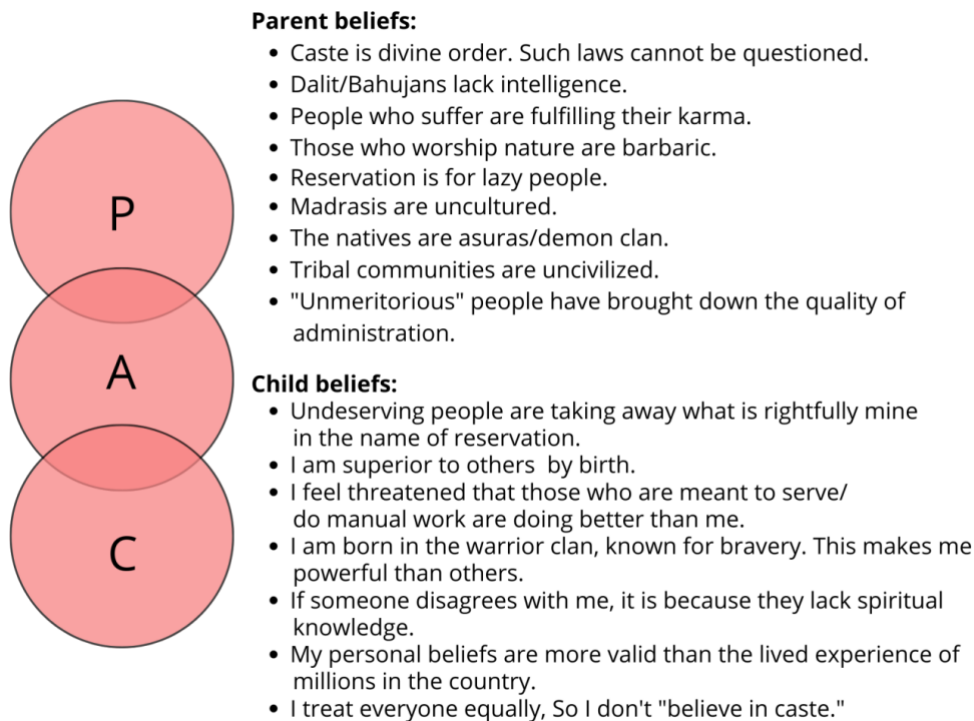 Parent beliefs:
• Caste is divine order. Such laws cannot be questioned.
• Dalit/Bahujans lack intelligence.
• People who suffer are fulfilling their karma.
• Those who worship nature are barbaric.
• Reservation is for lazy people.
• Madrasis are uncultured.
• The natives are asuras/demon clan.
• Tribal communities are uncivilized.
• "Unmeritorious" people have brought down the quality of
administration.
P
A
C
Child beliefs:
• Undeserving people are taking away what is rightfully mine
in the name of reservation.
• I am superior to others by birth.
• I feel threatened that those who are meant to serve/
do manual work are doing better than me.
• I am born in the warrior clan, known for bravery. This makes me
powerful than others.
• If someone disagrees with me, it is because they lack spiritual
knowledge.
• My personal beliefs are more valid than the lived experience of
millions in the country.
• I treat everyone equally, So I don't "believe in caste."